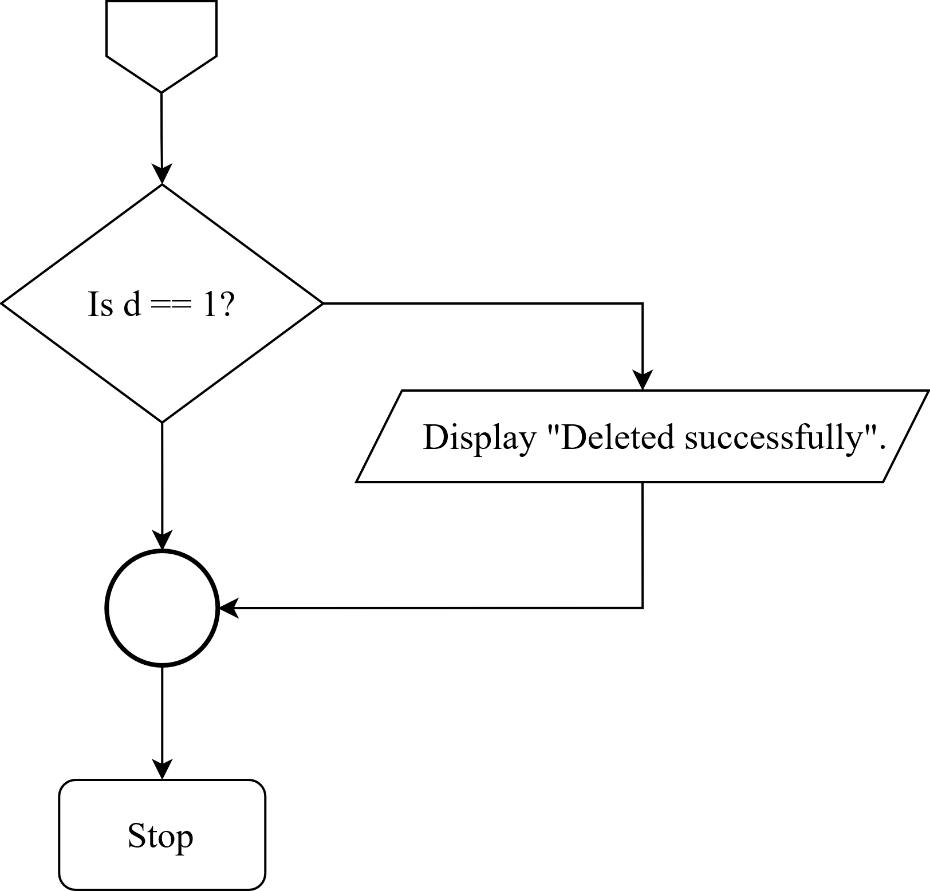 Is d == 1?
Display "Deleted successfully".
Stop